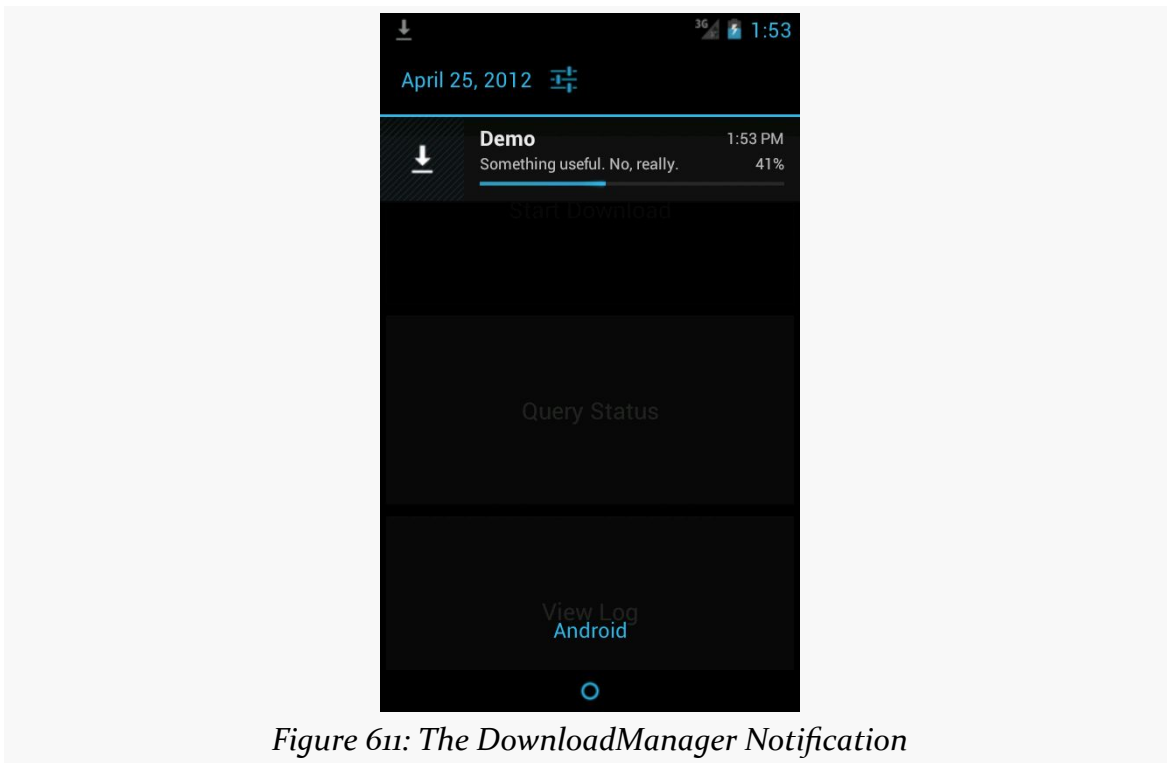 3G 1:53
April 25, 2012
Demo 1:53 PM
Something useful. No, really. 41%
Start Download
Query Status
View Log
Android
Figure 611: The DownloadManager Notification